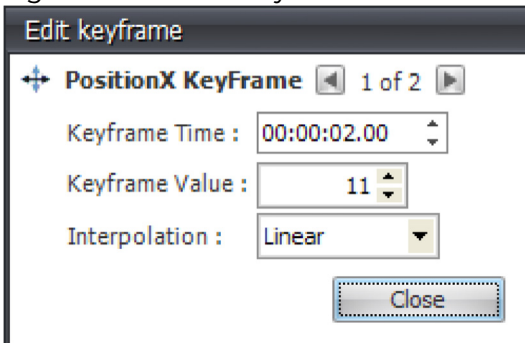 Edit keyframe
PositionX KeyFrame 1 of 2
Keyframe Time : 00:00:02.00
Keyframe Value : 11
Interpolation : Linear
Close